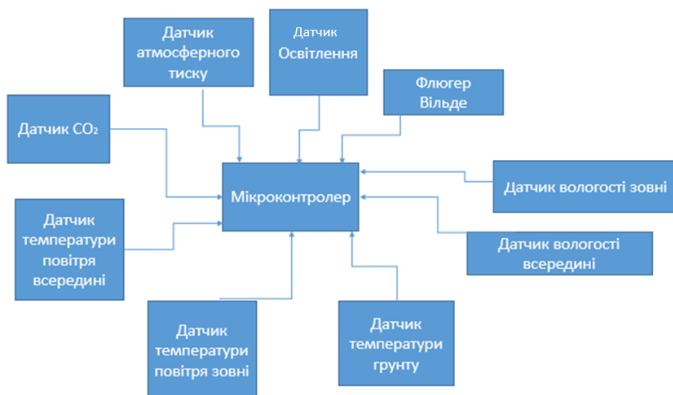 Датчик
атмосферного
тиску
Датчик
Освітлення
Флюгер
Вільде
Датчик CO₂
Мікроконтролер
Датчик вологості зовні
Датчик
температури
повітря
всередині
Датчик вологості
всередині
Датчик
температури
повітря зовні
Датчик
температури
грунту